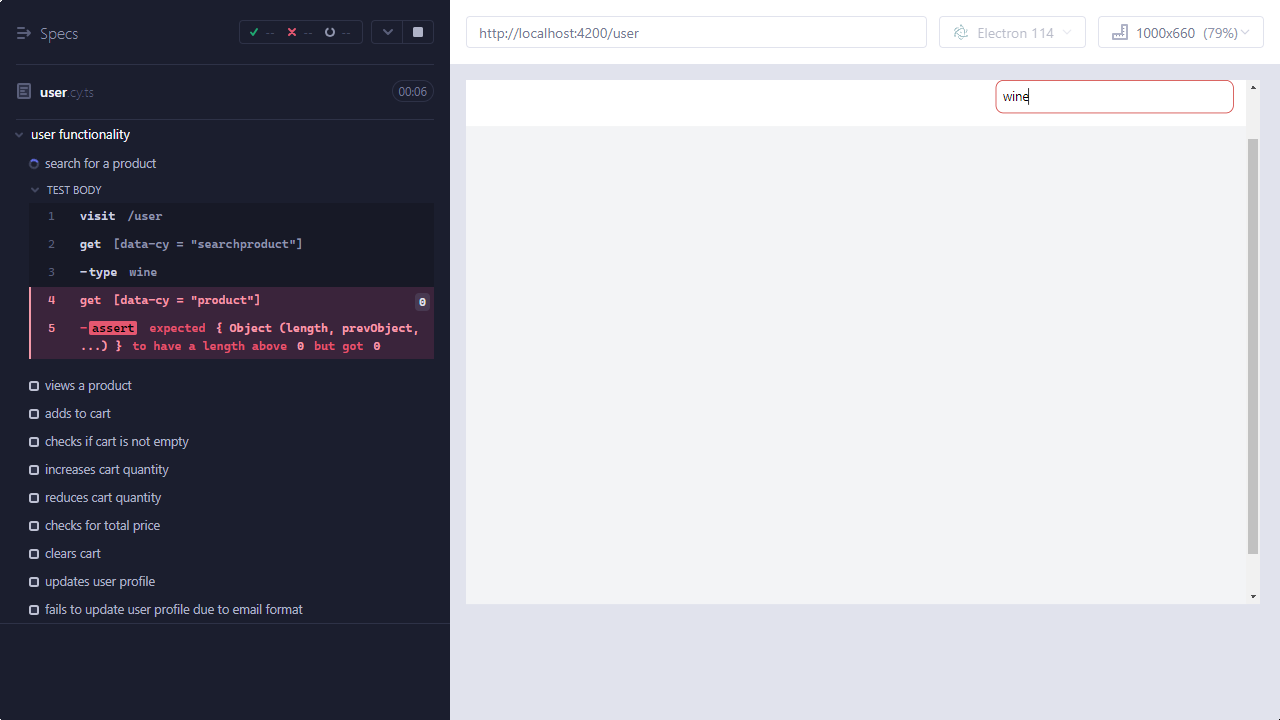 Specs
-- -- --
user.cy.ts 00:06
user functionality
search for a product
TEST BODY
1 visit /user
2 get [data-cy = "searchproduct"]
3 -type wine
4 get [data-cy = "product"] 0
5 -assert expected { Object (length, prevObject,
...) } to have a length above 0 but got 0
views a product
adds to cart
checks if cart is not empty
increases cart quantity
reduces cart quantity
checks for total price
clears cart
updates user profile
fails to update user profile due to email format
http://localhost:4200/user
Electron 114
1000x660 (79%)
wine